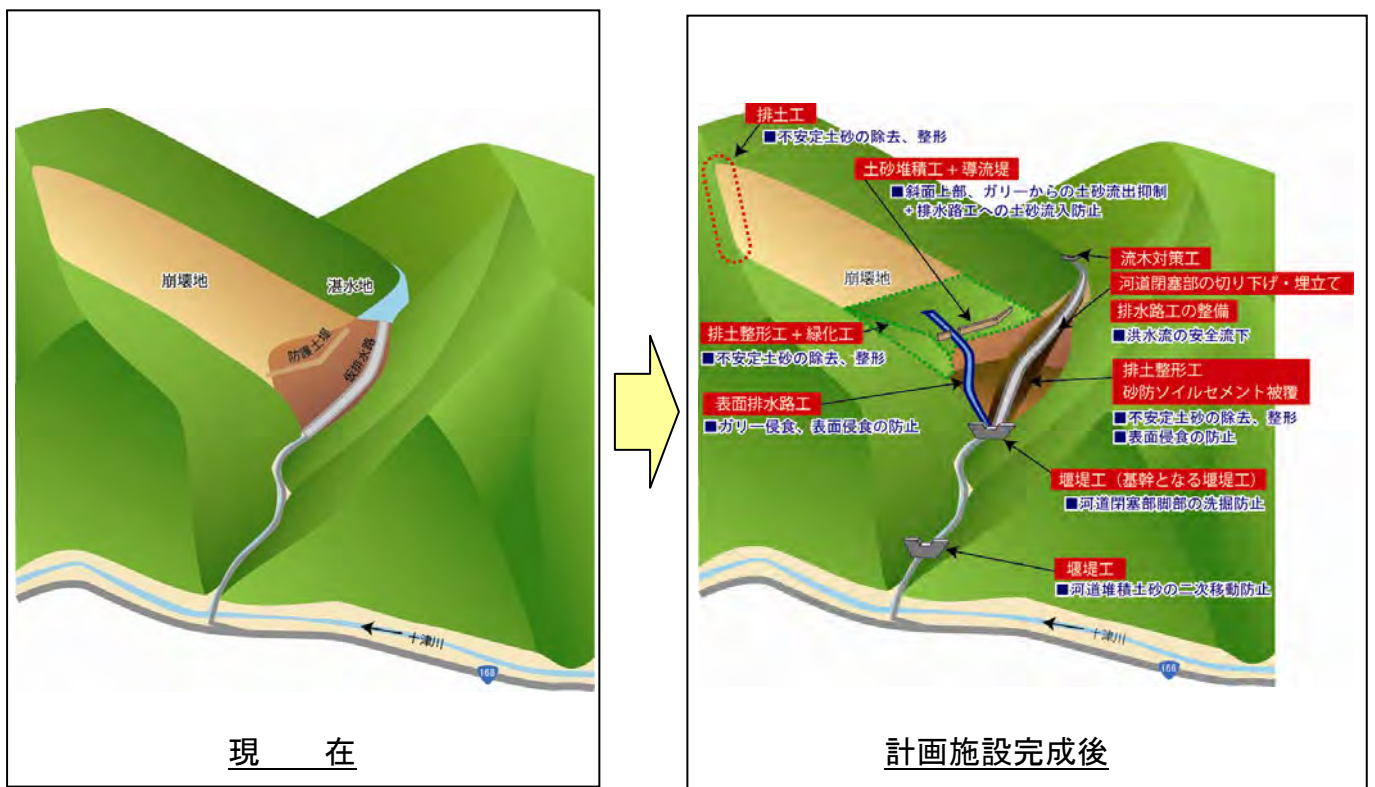 崩壊地
湛水地
防護土堤
仮排水路
十津川
168
現 在
排土工
■不安定土砂の除去、整形
土砂堆積工+導流堤
■斜面上部、ガリーからの土砂流出抑制
+排水路工への土砂流入防止
崩壊地
流木対策工
河道閉塞部の切り下げ・埋立て
排水路工の整備
■洪水流の安全流下
排土整形工+緑化工
■不安定土砂の除去、整形
排土整形工
砂防ソイルセメント被覆
■不安定土砂の除去、整形
■表面侵食の防止
表面排水路工
■ガリー侵食、表面侵食の防止
堰堤工（基幹となる堰堤工）
■河道閉塞部脚部の洗掘防止
堰堤工
■河道堆積土砂の二次移動防止
十津川
168
計画施設完成後